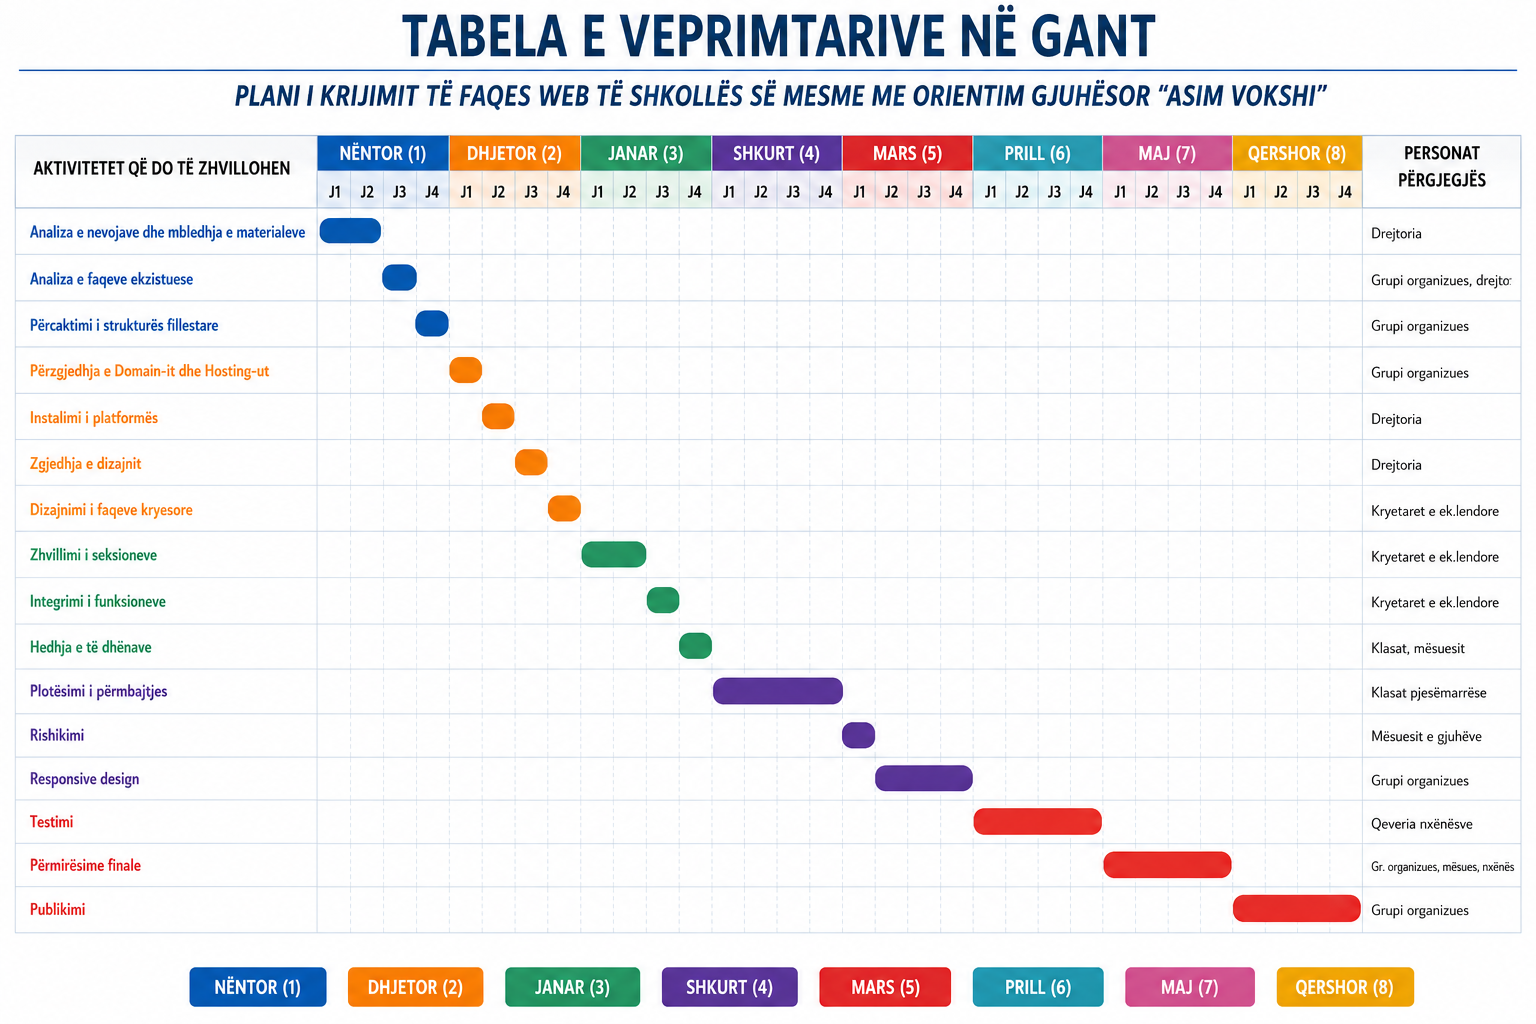 TABELA E VEPRIMTARIVE NË GANT
PLANI I KRIJIMIT TË FAQES WEB TË SHKOLLËS SË MESME ME ORIENTIM GJUHËSOR “ASIM VOKSHI”
AKTIVITETET QË DO TË ZHVILLOHEN NËNTOR (1) DHJETOR (2) JANAR (3) SHKURT (4) MARS (5) PRILL (6) MAJ (7) QERSHOR (8) PERSONAT PËRGJEGJËS
J1 J2 J3 J4 J1 J2 J3 J4 J1 J2 J3 J4 J1 J2 J3 J4 J1 J2 J3 J4 J1 J2 J3 J4 J1 J2 J3 J4 J1 J2 J3 J4
Analiza e nevojave dhe mbledhja e materialeve Drejtoria
Analiza e faqeve ekzistuese Grupi organizues, drejto
Përcaktimi i strukturës fillestare Grupi organizues
Përzgjedhja e Domain-it dhe Hosting-ut Grupi organizues
Instalimi i platformës Drejtoria
Zgjedhja e dizajnit Drejtoria
Dizajnimi i faqeve kryesore Kryetaret e ek.lendore
Zhvillimi i seksioneve Kryetaret e ek.lendore
Integrimi i funksioneve Kryetaret e ek.lendore
Hedhja e të dhënave Klasat, mësuesit
Plotësimi i përmbajtjes Klasat pjesëmarrëse
Rishikimi Mësuesit e gjuhëve
Responsive design Grupi organizues
Testimi Qeveria nxënësve
Përmirësime finale Gr. organizues, mësues, nxënës
Publikimi Grupi organizues
NËNTOR (1) DHJETOR (2) JANAR (3) SHKURT (4) MARS (5) PRILL (6) MAJ (7) QERSHOR (8)